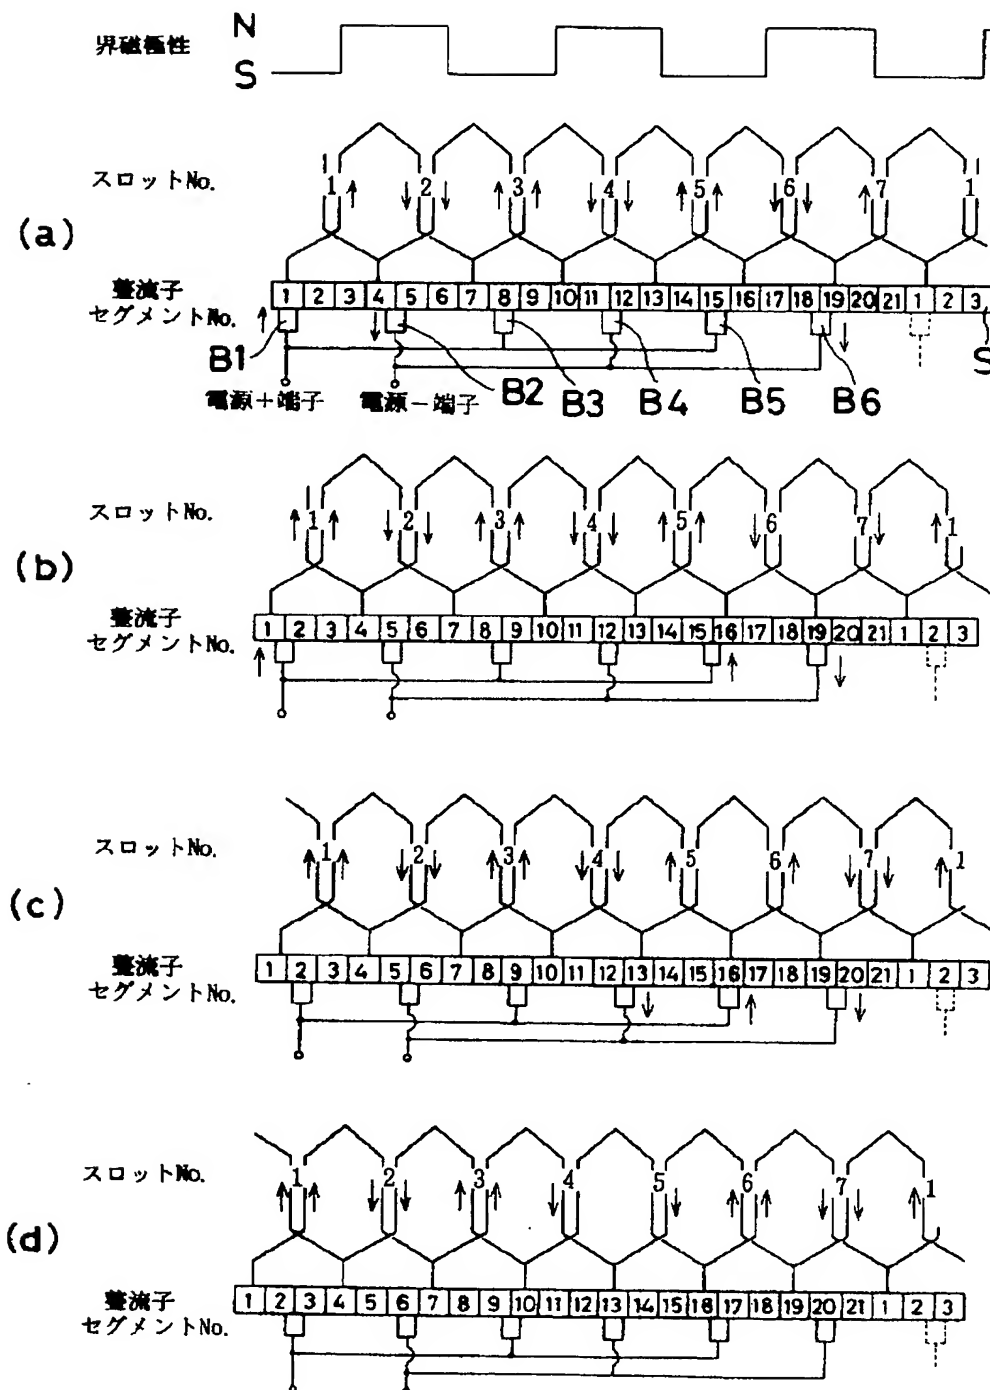 界磁極性 N
S
スロットNo. 1 2 3 4 5 6 7 1
(a)
整流子
セグメントNo. 1 2 3 4 5 6 7 8 9 10 11 12 13 14 15 16 17 18 19 20 21 1 2 3
B1 B2 B3 B4 B5 B6 S
電源+端子 電源-端子
スロットNo. 1 2 3 4 5 6 7 1
(b)
整流子
セグメントNo. 1 2 3 4 5 6 7 8 9 10 11 12 13 14 15 16 17 18 19 20 21 1 2 3
スロットNo. 1 2 3 4 5 6 7 1
(c)
整流子
セグメントNo. 1 2 3 4 5 6 7 8 9 10 11 12 13 14 15 16 17 18 19 20 21 1 2 3
スロットNo. 1 2 3 4 5 6 7 1
(d)
整流子
セグメントNo. 1 2 3 4 5 6 7 8 9 10 11 12 13 14 15 16 17 18 19 20 21 1 2 3